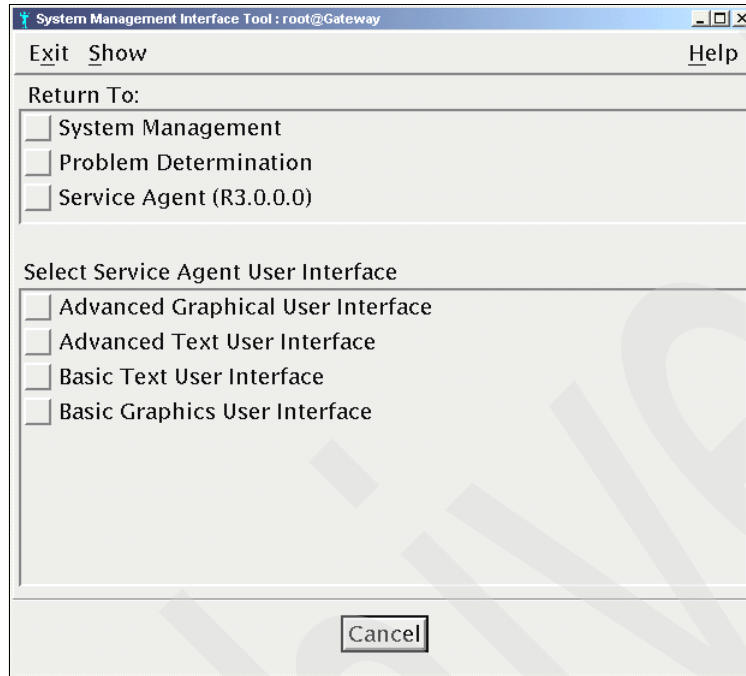 System Management Interface Tool : root@Gateway
Exit Show Help
Return To:
System Management
Problem Determination
Service Agent (R3.0.0.0)
Select Service Agent User Interface
Advanced Graphical User Interface
Advanced Text User Interface
Basic Text User Interface
Basic Graphics User Interface
Cancel